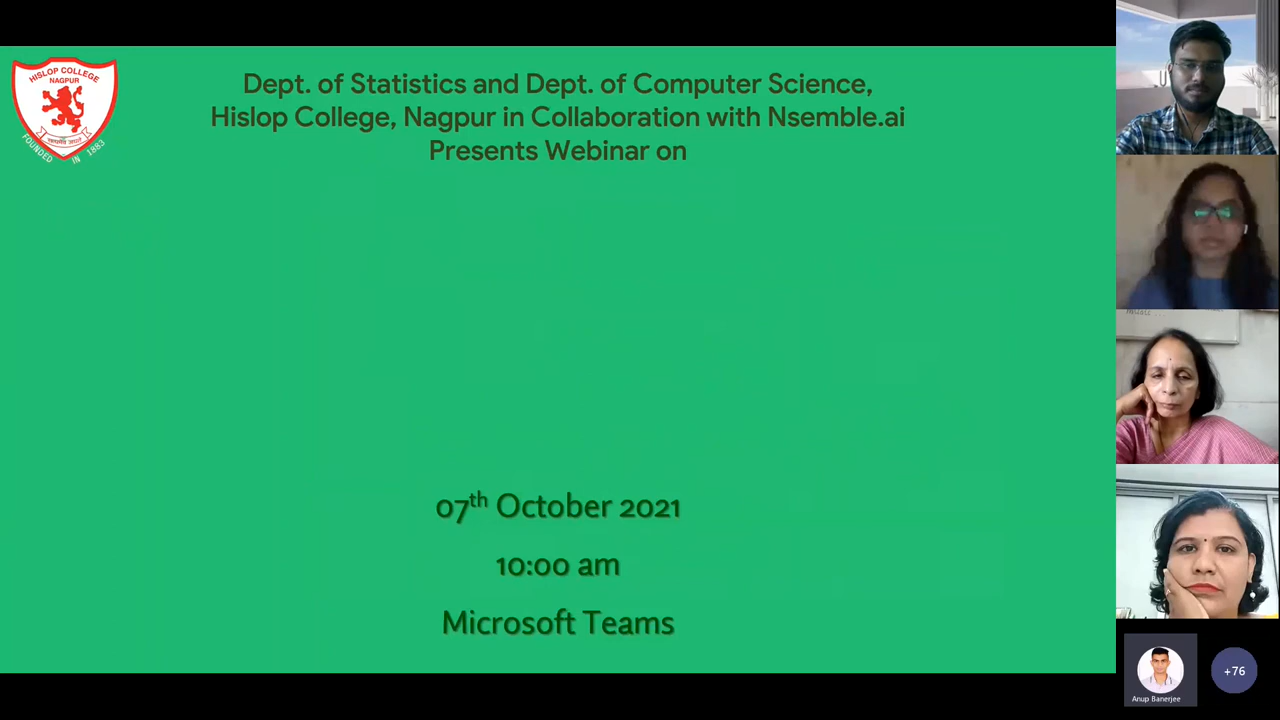 HISLOP COLLEGE
NAGPUR
FOUNDED IN 1883
Dept. of Statistics and Dept. of Computer Science,
Hislop College, Nagpur in Collaboration with Nsemble.ai
Presents Webinar on
07th October 2021
10:00 am
Microsoft Teams
Anup Banerjee
+76